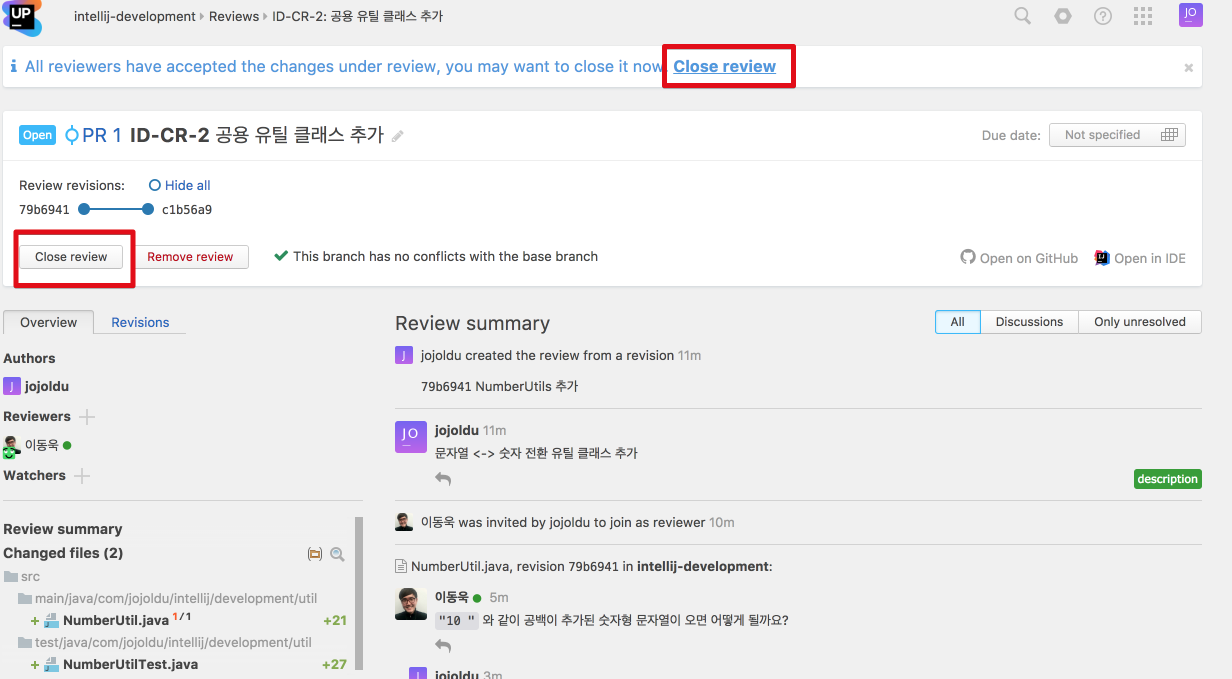 UP
intellij-development › Reviews › ID-CR-2: 공용 유틸 클래스 추가
JO
All reviewers have accepted the changes under review, you may want to close it now Close review
Open PR 1 ID-CR-2 공용 유틸 클래스 추가
Due date: Not specified
Review revisions: Hide all
79b6941 c1b56a9
Close review Remove review This branch has no conflicts with the base branch Open on GitHub Open in IDE
Overview Revisions
Authors
J jojoldu
Reviewers
이동욱
Watchers
Review summary
Changed files (2)
src
main/java/com/jojoldu/intellij/development/util
+ NumberUtil.java 1/1 +21
test/java/com/jojoldu/intellij/development/util
+ NumberUtilTest.java +27
Review summary All Discussions Only unresolved
J jojoldu created the review from a revision 11m
79b6941 NumberUtils 추가
JO jojoldu 11m
문자열 <-> 숫자 전환 유틸 클래스 추가
description
이동욱 was invited by jojoldu to join as reviewer 10m
NumberUtil.java, revision 79b6941 in intellij-development:
이동욱 5m
"10 " 와 같이 공백이 추가된 숫자형 문자열이 오면 어떻게 될까요?
J jojoldu 3m